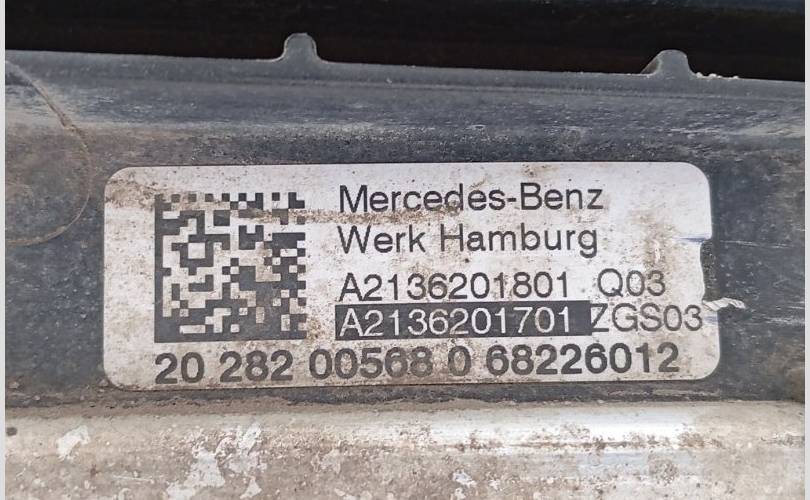 Mercedes-Benz
Werk Hamburg
A2136201801 Q03
A2136201701 ZGS03
20 282 00568 0 68226012